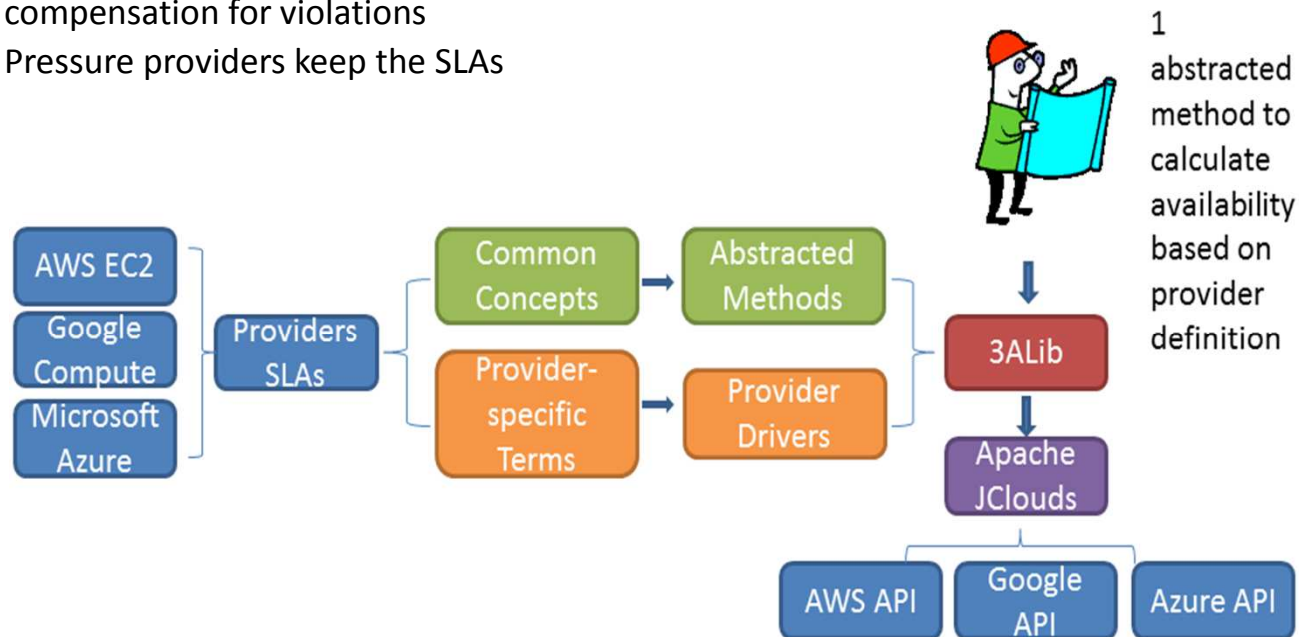 compensation for violations
Pressure providers keep the SLAs
1
abstracted
method to
calculate
availability
based on
provider
definition
AWS EC2
Google
Compute
Microsoft
Azure
Providers
SLAs
Common
Concepts
Abstracted
Methods
Provider-
specific
Terms
Provider
Drivers
3ALib
Apache
JClouds
AWS API
Google
API
Azure API